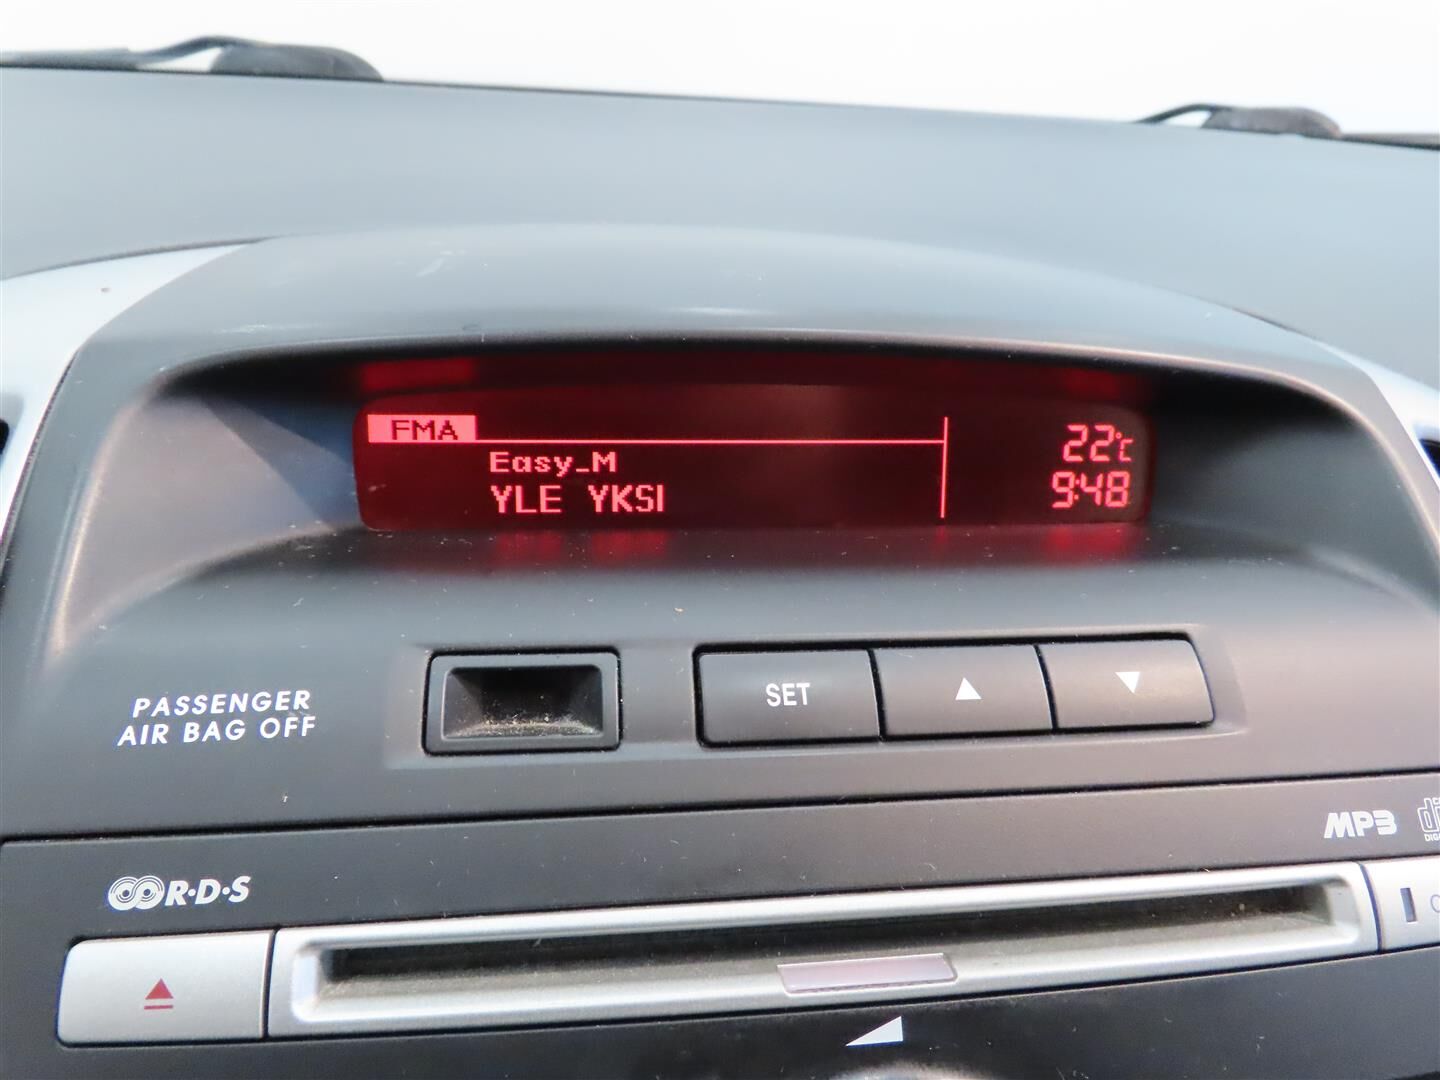 FMA
Easy_M
YLE YKSI
22°C
9:48
PASSENGER
AIR BAG OFF
SET
MP3
R·D·S